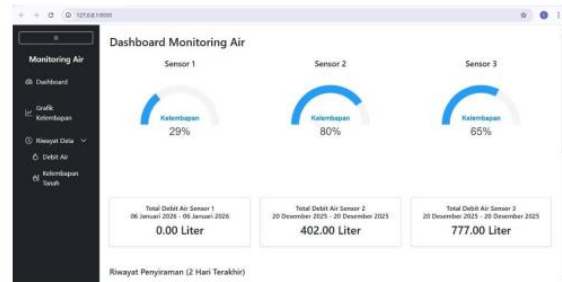 127.0.0.1:8000
Monitoring Air
Dashboard
Grafik
Kelembapan
Riwayat Data
Debit Air
Kelembapan
Tanah
Dashboard Monitoring Air
Sensor 1
Sensor 2
Sensor 3
Kelembapan
29%
Kelembapan
80%
Kelembapan
65%
Total Debit Air Sensor 1
06 Januari 2026 - 06 Januari 2026
0.00 Liter
Total Debit Air Sensor 2
20 Desember 2025 - 20 Desember 2025
402.00 Liter
Total Debit Air Sensor 3
20 Desember 2025 - 20 Desember 2025
777.00 Liter
Riwayat Penyiraman (2 Hari Terakhir)